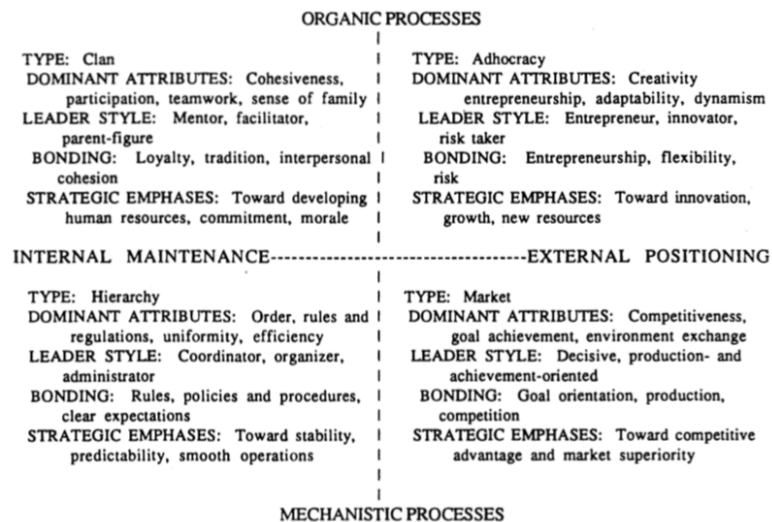 ORGANIC PROCESSES
TYPE: Clan
DOMINANT ATTRIBUTES: Cohesiveness,
participation, teamwork, sense of family
LEADER STYLE: Mentor, facilitator,
parent-figure
BONDING: Loyalty, tradition, interpersonal
cohesion
STRATEGIC EMPHASES: Toward developing
human resources, commitment, morale
TYPE: Adhocracy
DOMINANT ATTRIBUTES: Creativity
entrepreneurship, adaptability, dynamism
LEADER STYLE: Entrepreneur, innovator,
risk taker
BONDING: Entrepreneurship, flexibility,
risk
STRATEGIC EMPHASES: Toward innovation,
growth, new resources
INTERNAL MAINTENANCE-----------------------------------EXTERNAL POSITIONING
TYPE: Hierarchy
DOMINANT ATTRIBUTES: Order, rules and
regulations, uniformity, efficiency
LEADER STYLE: Coordinator, organizer,
administrator
BONDING: Rules, policies and procedures,
clear expectations
STRATEGIC EMPHASES: Toward stability,
predictability, smooth operations
TYPE: Market
DOMINANT ATTRIBUTES: Competitiveness,
goal achievement, environment exchange
LEADER STYLE: Decisive, production- and
achievement-oriented
BONDING: Goal orientation, production,
competition
STRATEGIC EMPHASES: Toward competitive
advantage and market superiority
MECHANISTIC PROCESSES